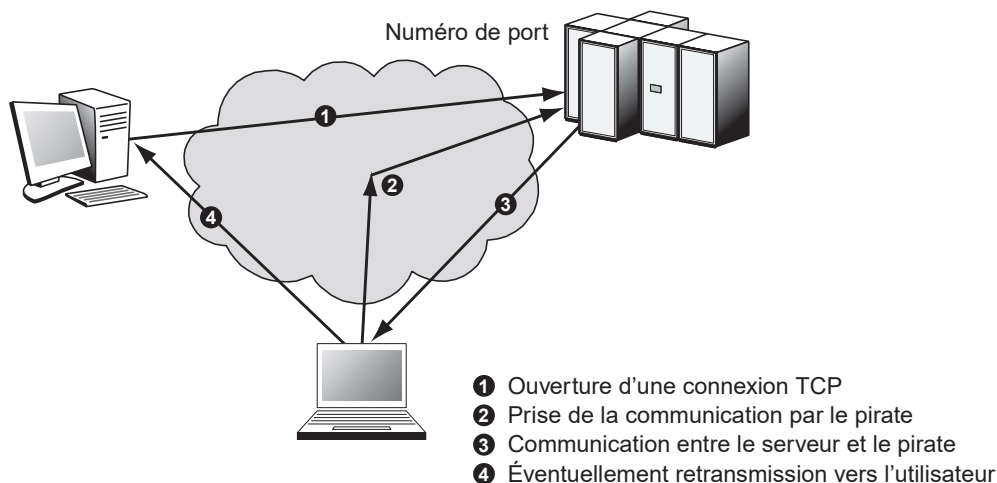 Numéro de port
1
2
3
4
1 Ouverture d'une connexion TCP
2 Prise de la communication par le pirate
3 Communication entre le serveur et le pirate
4 Éventuellement retransmission vers l'utilisateur